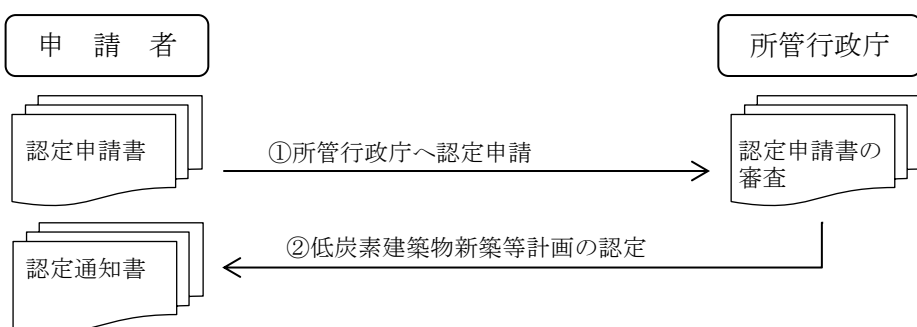 申 請 者
所管行政庁
認定申請書
①所管行政庁へ認定申請
認定申請書の
審査
②低炭素建築物新築等計画の認定
認定通知書